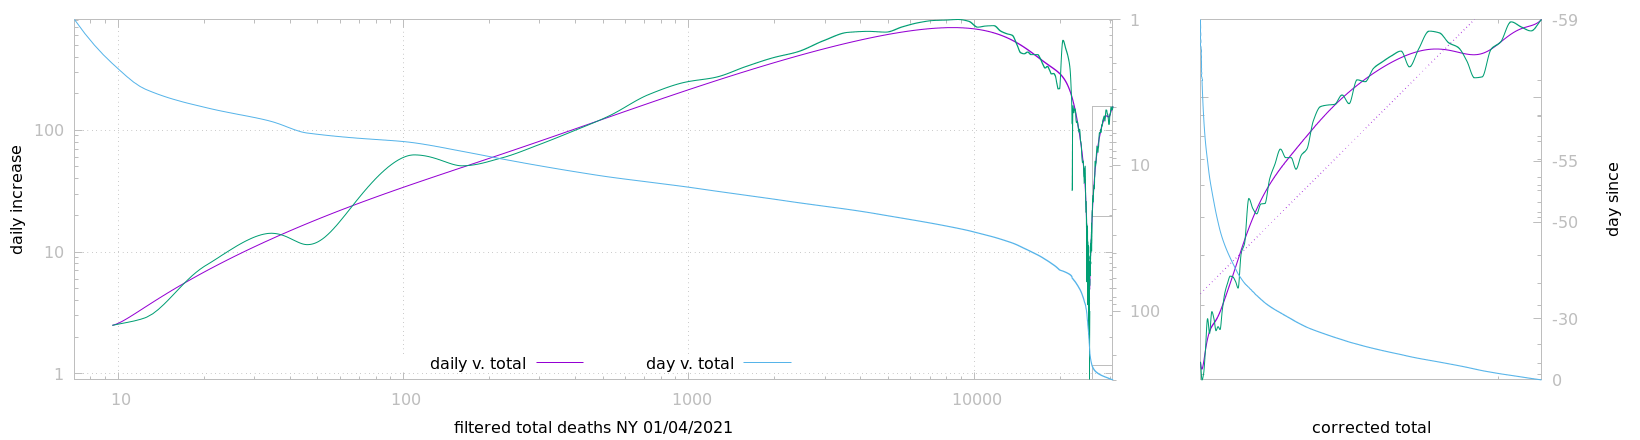 1
-59
100
daily increase
10
-55
day since
-50
10
100
-30
daily v. total
day v. total
1
0
10
100
1000
10000
filtered total deaths NY 01/04/2021
corrected total